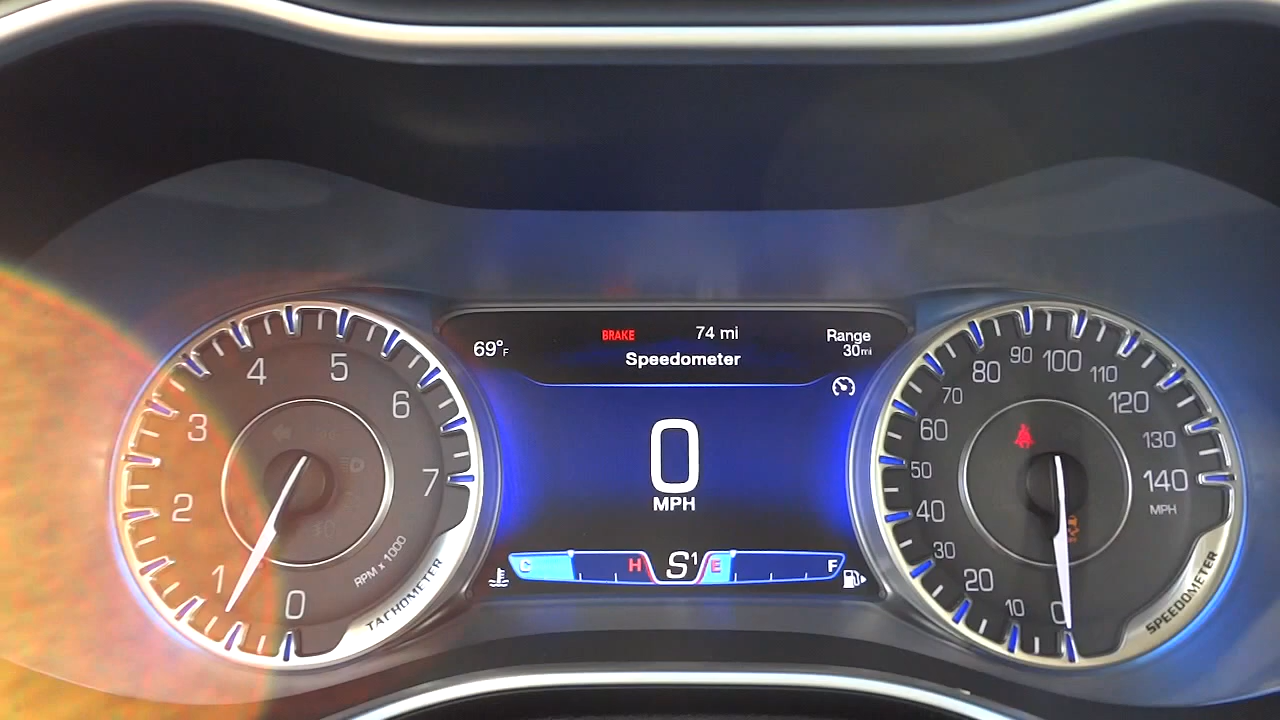 BRAKE
74 mi
Range
69°F
30mi
Speedometer
0
MPH
C
H
S¹
E
F
0
1
2
3
4
5
6
7
RPM x 1000
TACHOMETER
0
10
20
30
40
50
60
70
80
90
100
110
120
130
140
MPH
SPEEDOMETER